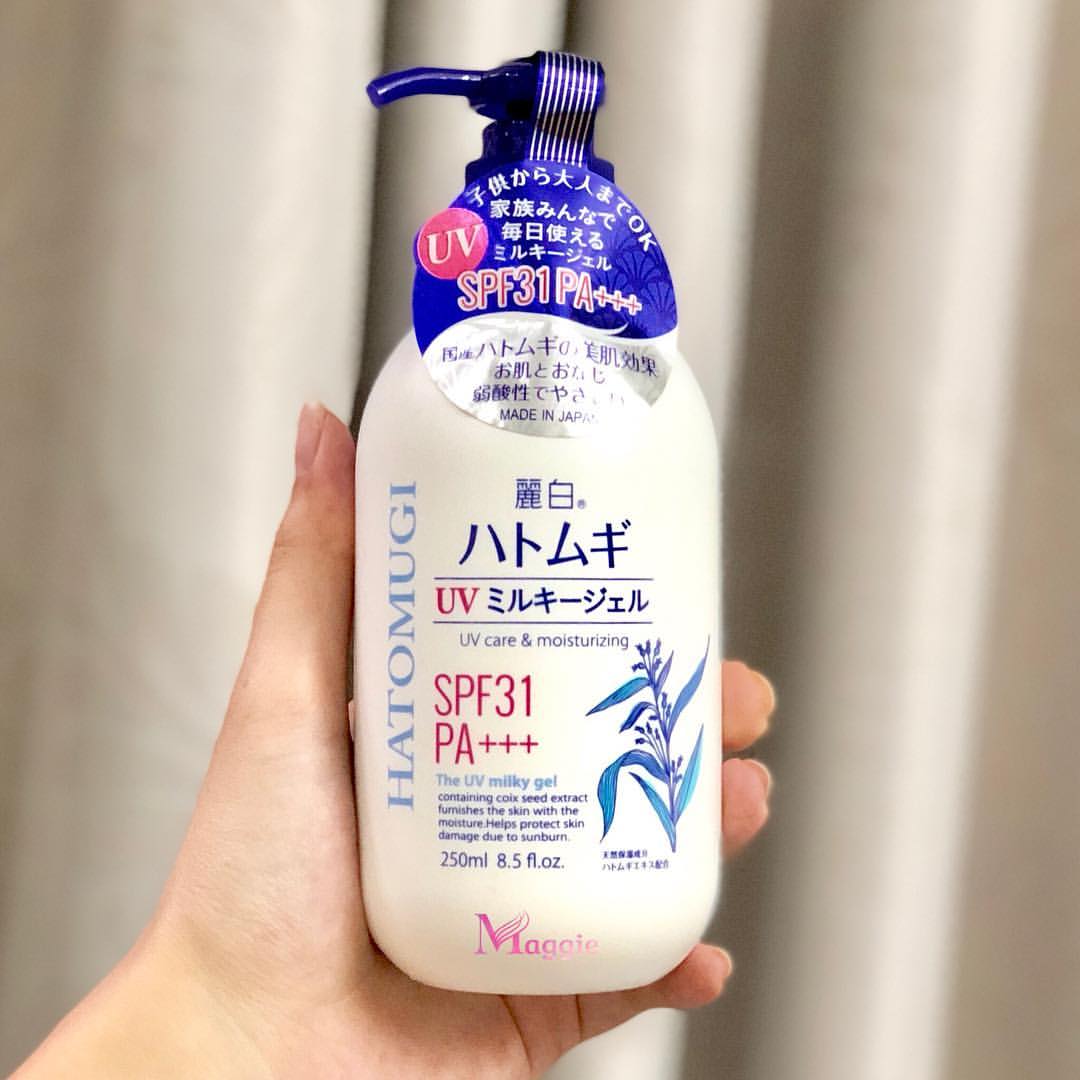 子供から大人までOK
家族みんなで
毎日使える
ミルキージェル
UV
SPF31 PA+++
国産ハトムギの美肌効果
お肌とおなじ
弱酸性でやさ
MADE IN JAPAN
麗白®
ハトムギ
UV ミルキージェル
UV care & moisturizing
HATOMUGI
SPF31
PA+++
The UV milky gel
containing coix seed extract
furnishes the skin with the
moisture.Helps protect skin
damage due to sunburn.
250ml 8.5 fl.oz.
天然保湿成分
ハトムギエキス配合
Maggie